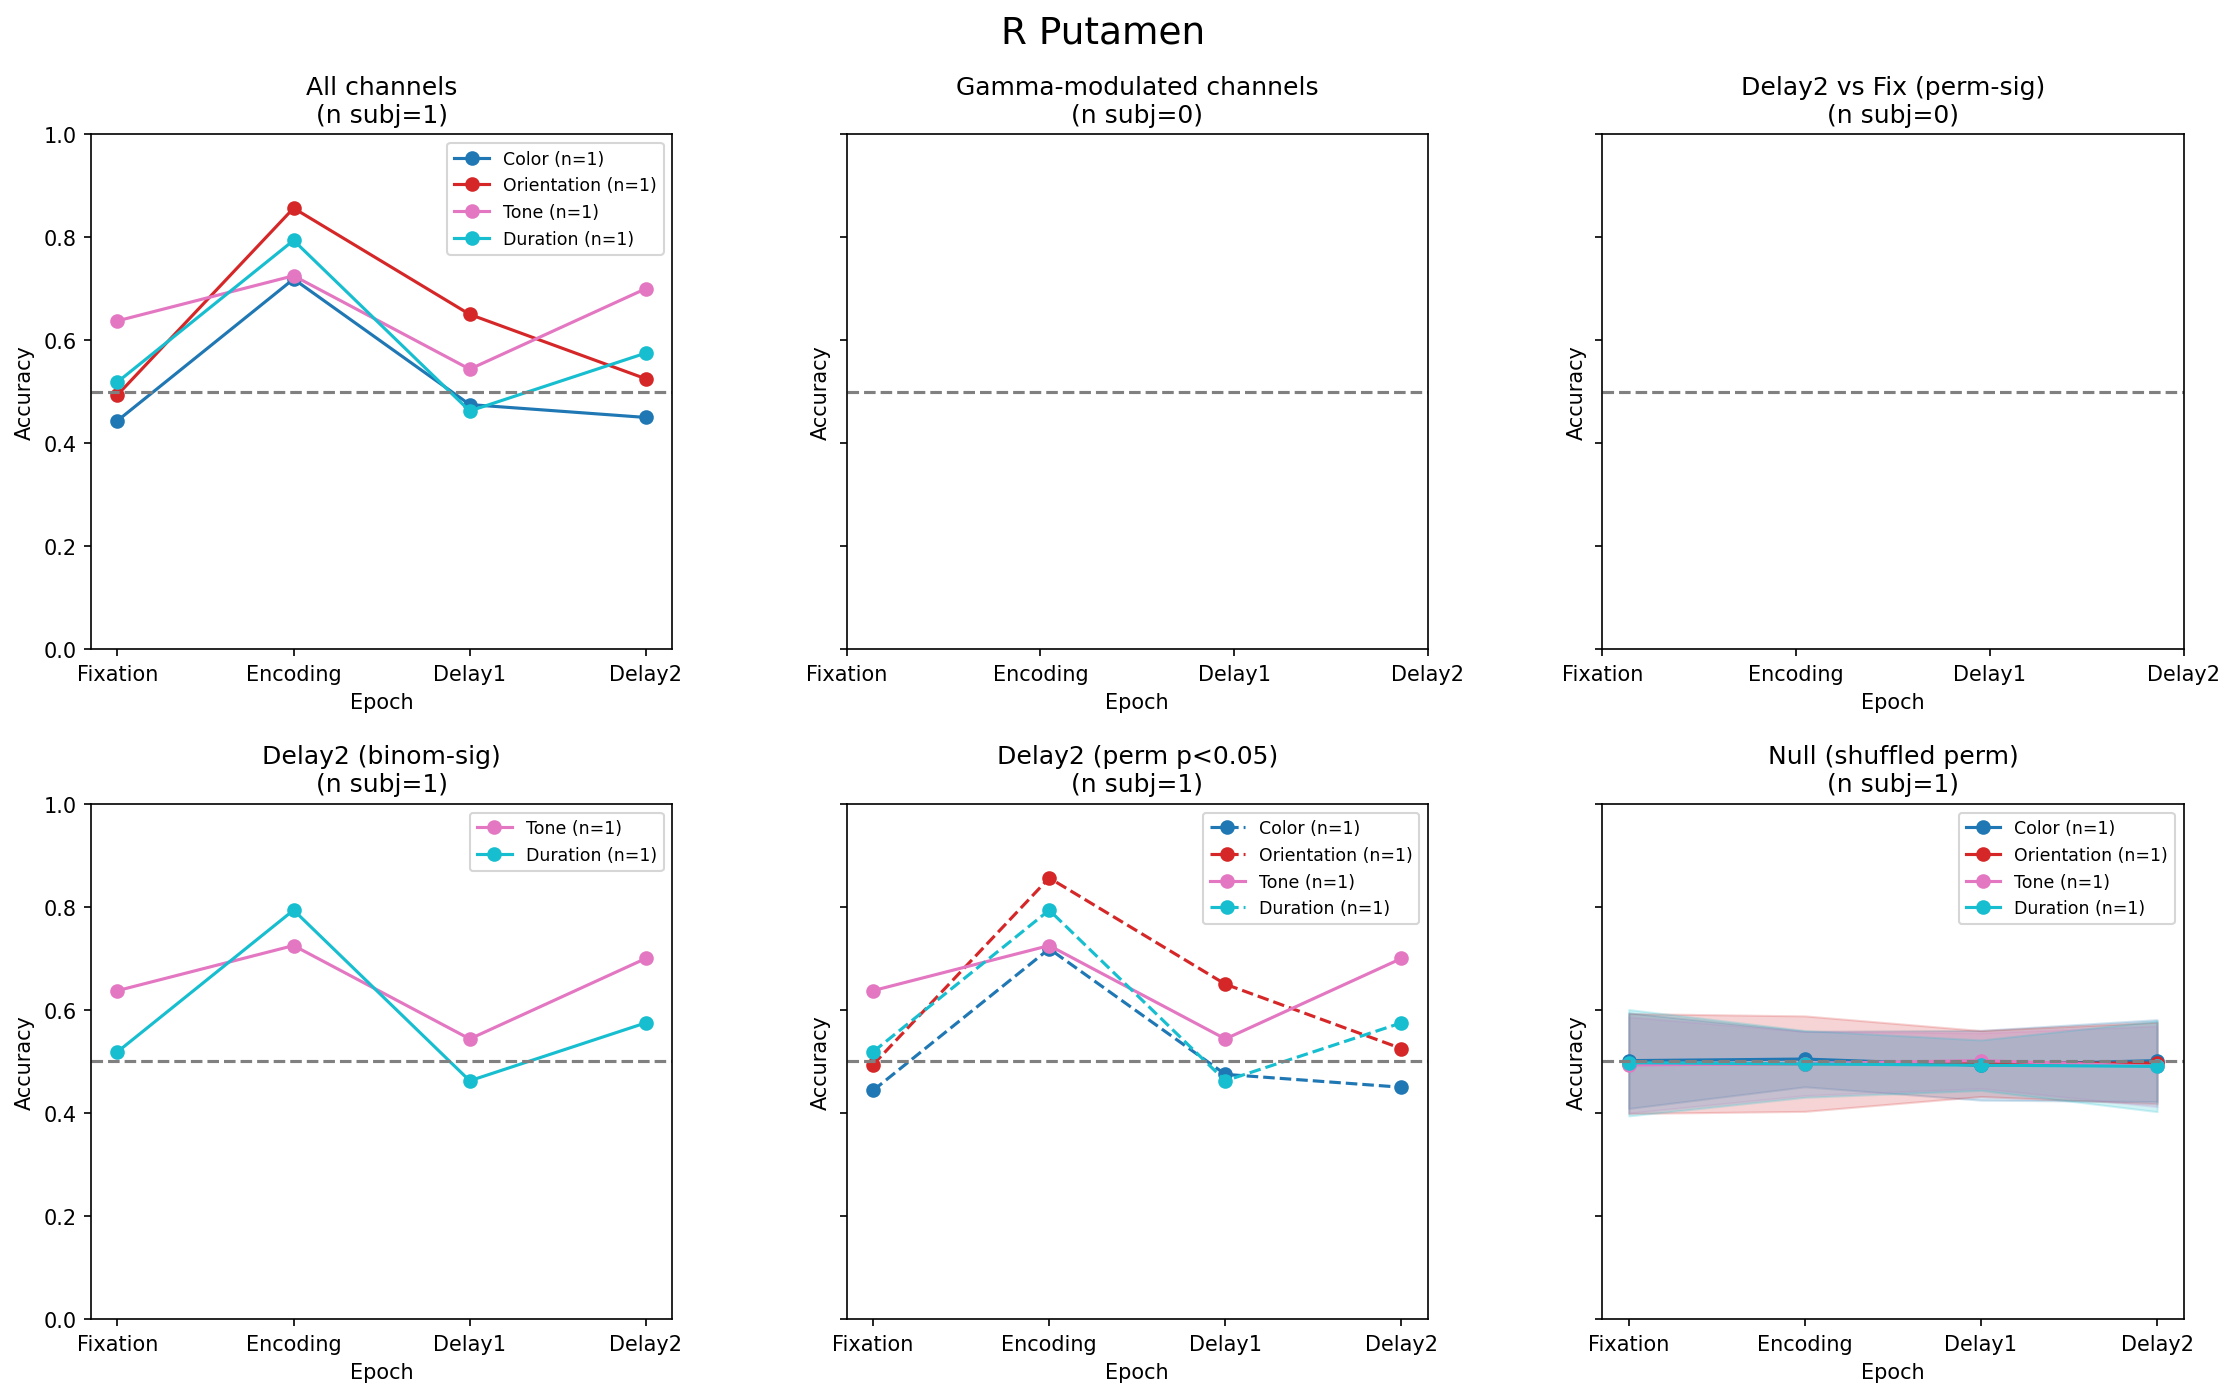 R Putamen
All channels
(n subj=1)
1.0
0.8
0.6
0.4
0.2
0.0
Accuracy
Color (n=1)
Orientation (n=1)
Tone (n=1)
Duration (n=1)
Fixation Encoding Delay1 Delay2
Epoch
Gamma-modulated channels
(n subj=0)
Accuracy
Fixation Encoding Delay1 Delay2
Epoch
Delay2 vs Fix (perm-sig)
(n subj=0)
Accuracy
Fixation Encoding Delay1 Delay2
Epoch
Delay2 (binom-sig)
(n subj=1)
1.0
0.8
0.6
0.4
0.2
0.0
Accuracy
Tone (n=1)
Duration (n=1)
Fixation Encoding Delay1 Delay2
Epoch
Delay2 (perm p<0.05)
(n subj=1)
Accuracy
Color (n=1)
Orientation (n=1)
Tone (n=1)
Duration (n=1)
Fixation Encoding Delay1 Delay2
Epoch
Null (shuffled perm)
(n subj=1)
Accuracy
Color (n=1)
Orientation (n=1)
Tone (n=1)
Duration (n=1)
Fixation Encoding Delay1 Delay2
Epoch